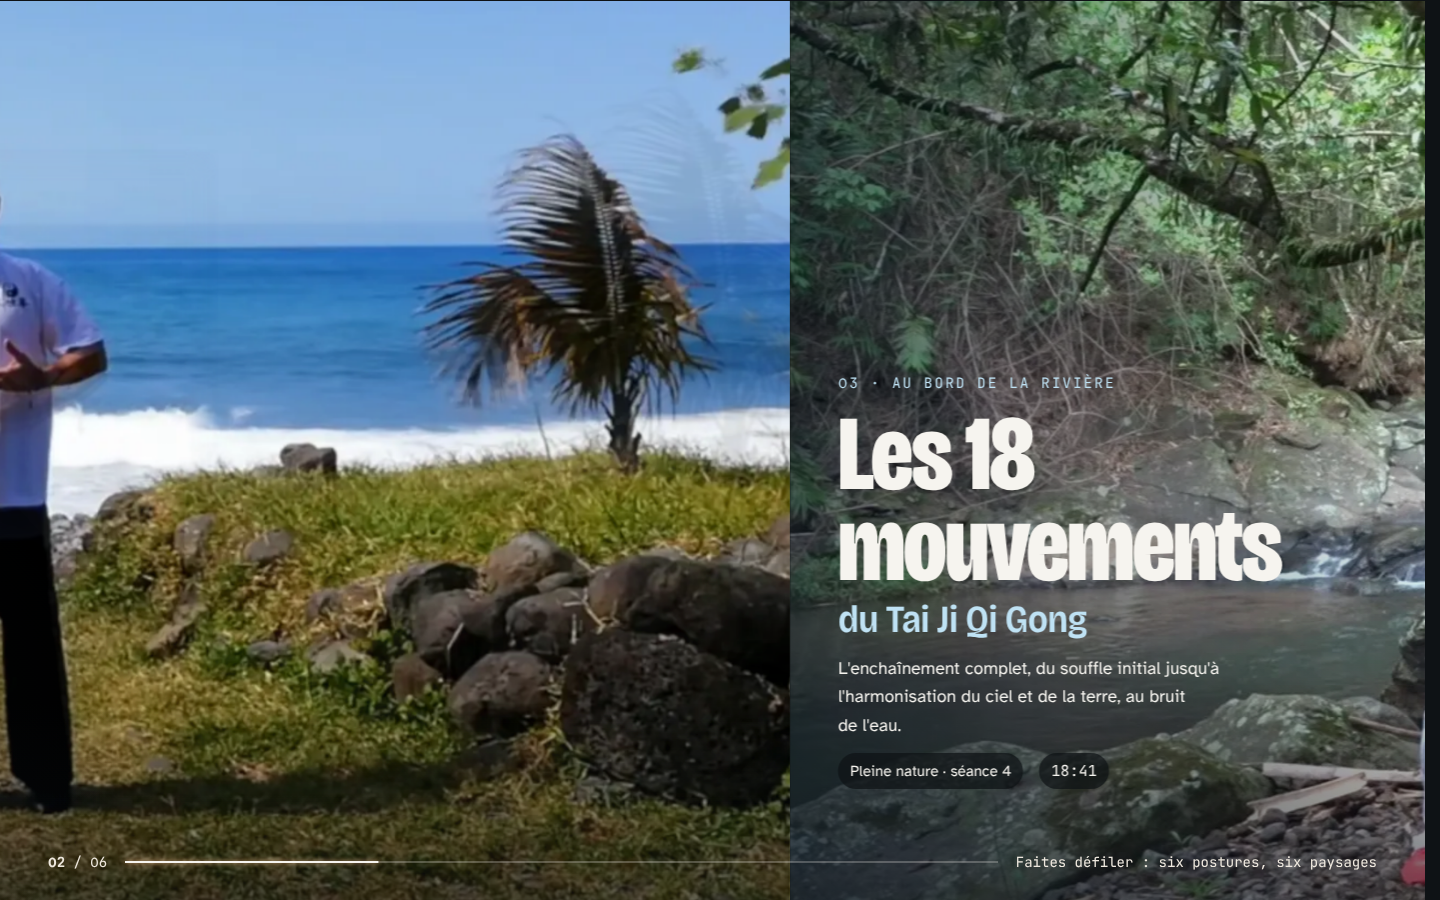 03 · AU BORD DE LA RIVIÈRE
Les 18
mouvements
du Tai Ji Qi Gong
L'enchaînement complet, du souffle initial jusqu'à
l'harmonisation du ciel et de la terre, au bruit
de l'eau.
Pleine nature · séance 4
18:41
02 / 06
Faites défiler : six postures, six paysages